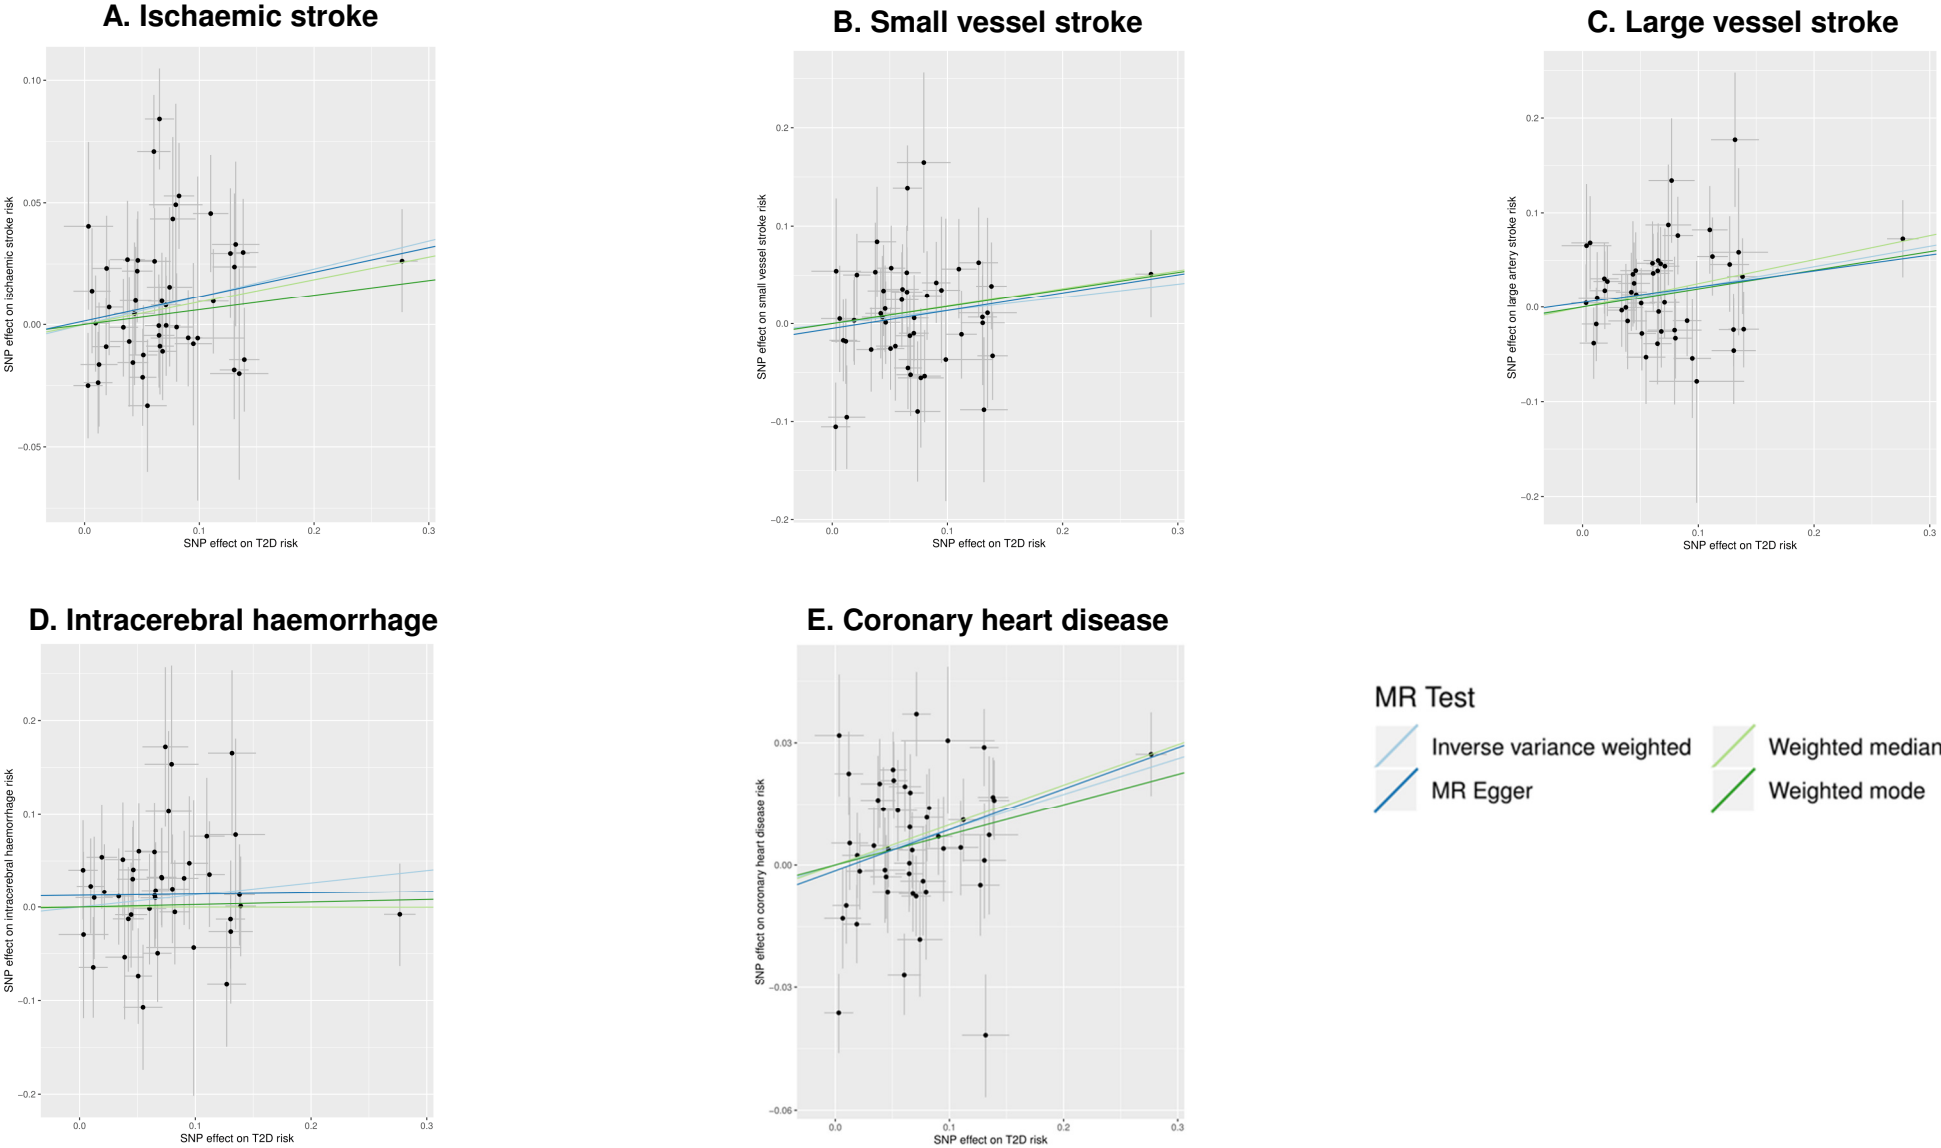 A. Ischaemic stroke
0.10
0.05
0.00
−0.05
0.0 0.1 0.2 0.3
SNP effect on T2D risk
SNP effect on ischaemic stroke risk
B. Small vessel stroke
0.2
0.1
0.0
−0.1
−0.2
0.0 0.1 0.2 0.3
SNP effect on T2D risk
SNP effect on small vessel stroke risk
C. Large vessel stroke
0.2
0.1
0.0
−0.1
−0.2
0.0 0.1 0.2 0.3
SNP effect on T2D risk
SNP effect on large artery stroke risk
D. Intracerebral haemorrhage
0.2
0.1
0.0
−0.1
−0.2
0.0 0.1 0.2 0.3
SNP effect on T2D risk
SNP effect on intracerebral haemorrhage risk
E. Coronary heart disease
0.03
0.00
−0.03
−0.06
0.0 0.1 0.2 0.3
SNP effect on T2D risk
SNP effect on coronary heart disease risk
MR Test
Inverse variance weighted
Weighted median
MR Egger
Weighted mode